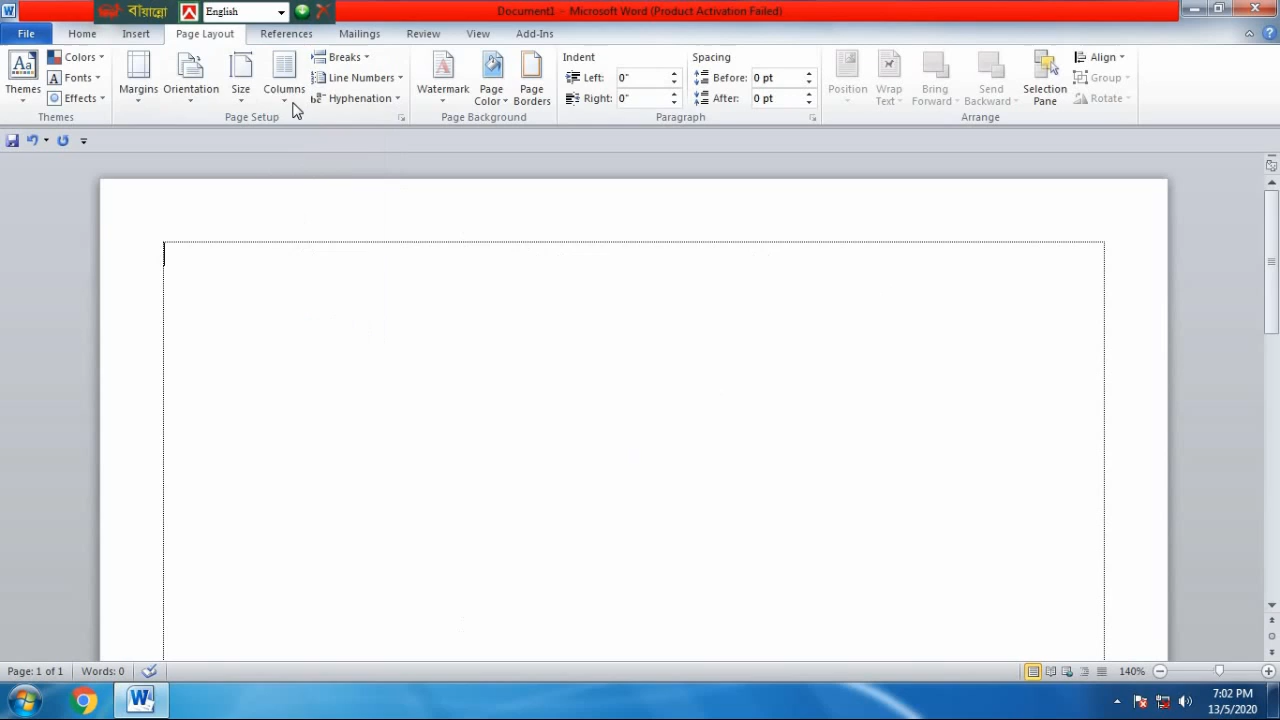 বায়ান্নো English Document1 - Microsoft Word (Product Activation Failed)
File Home Insert Page Layout References Mailings Review View Add-Ins
Colors Breaks Indent Spacing Align
Fonts Line Numbers Left: 0" Before: 0 pt Group
Themes Margins Orientation Size Columns Watermark Page Color Page Borders Position Wrap Text Bring Forward Send Backward Selection Pane
Effects Hyphenation Right: 0" After: 0 pt Rotate
Themes Page Setup Page Background Paragraph Arrange
Page: 1 of 1 Words: 0 140%
7:02 PM
13/5/2020